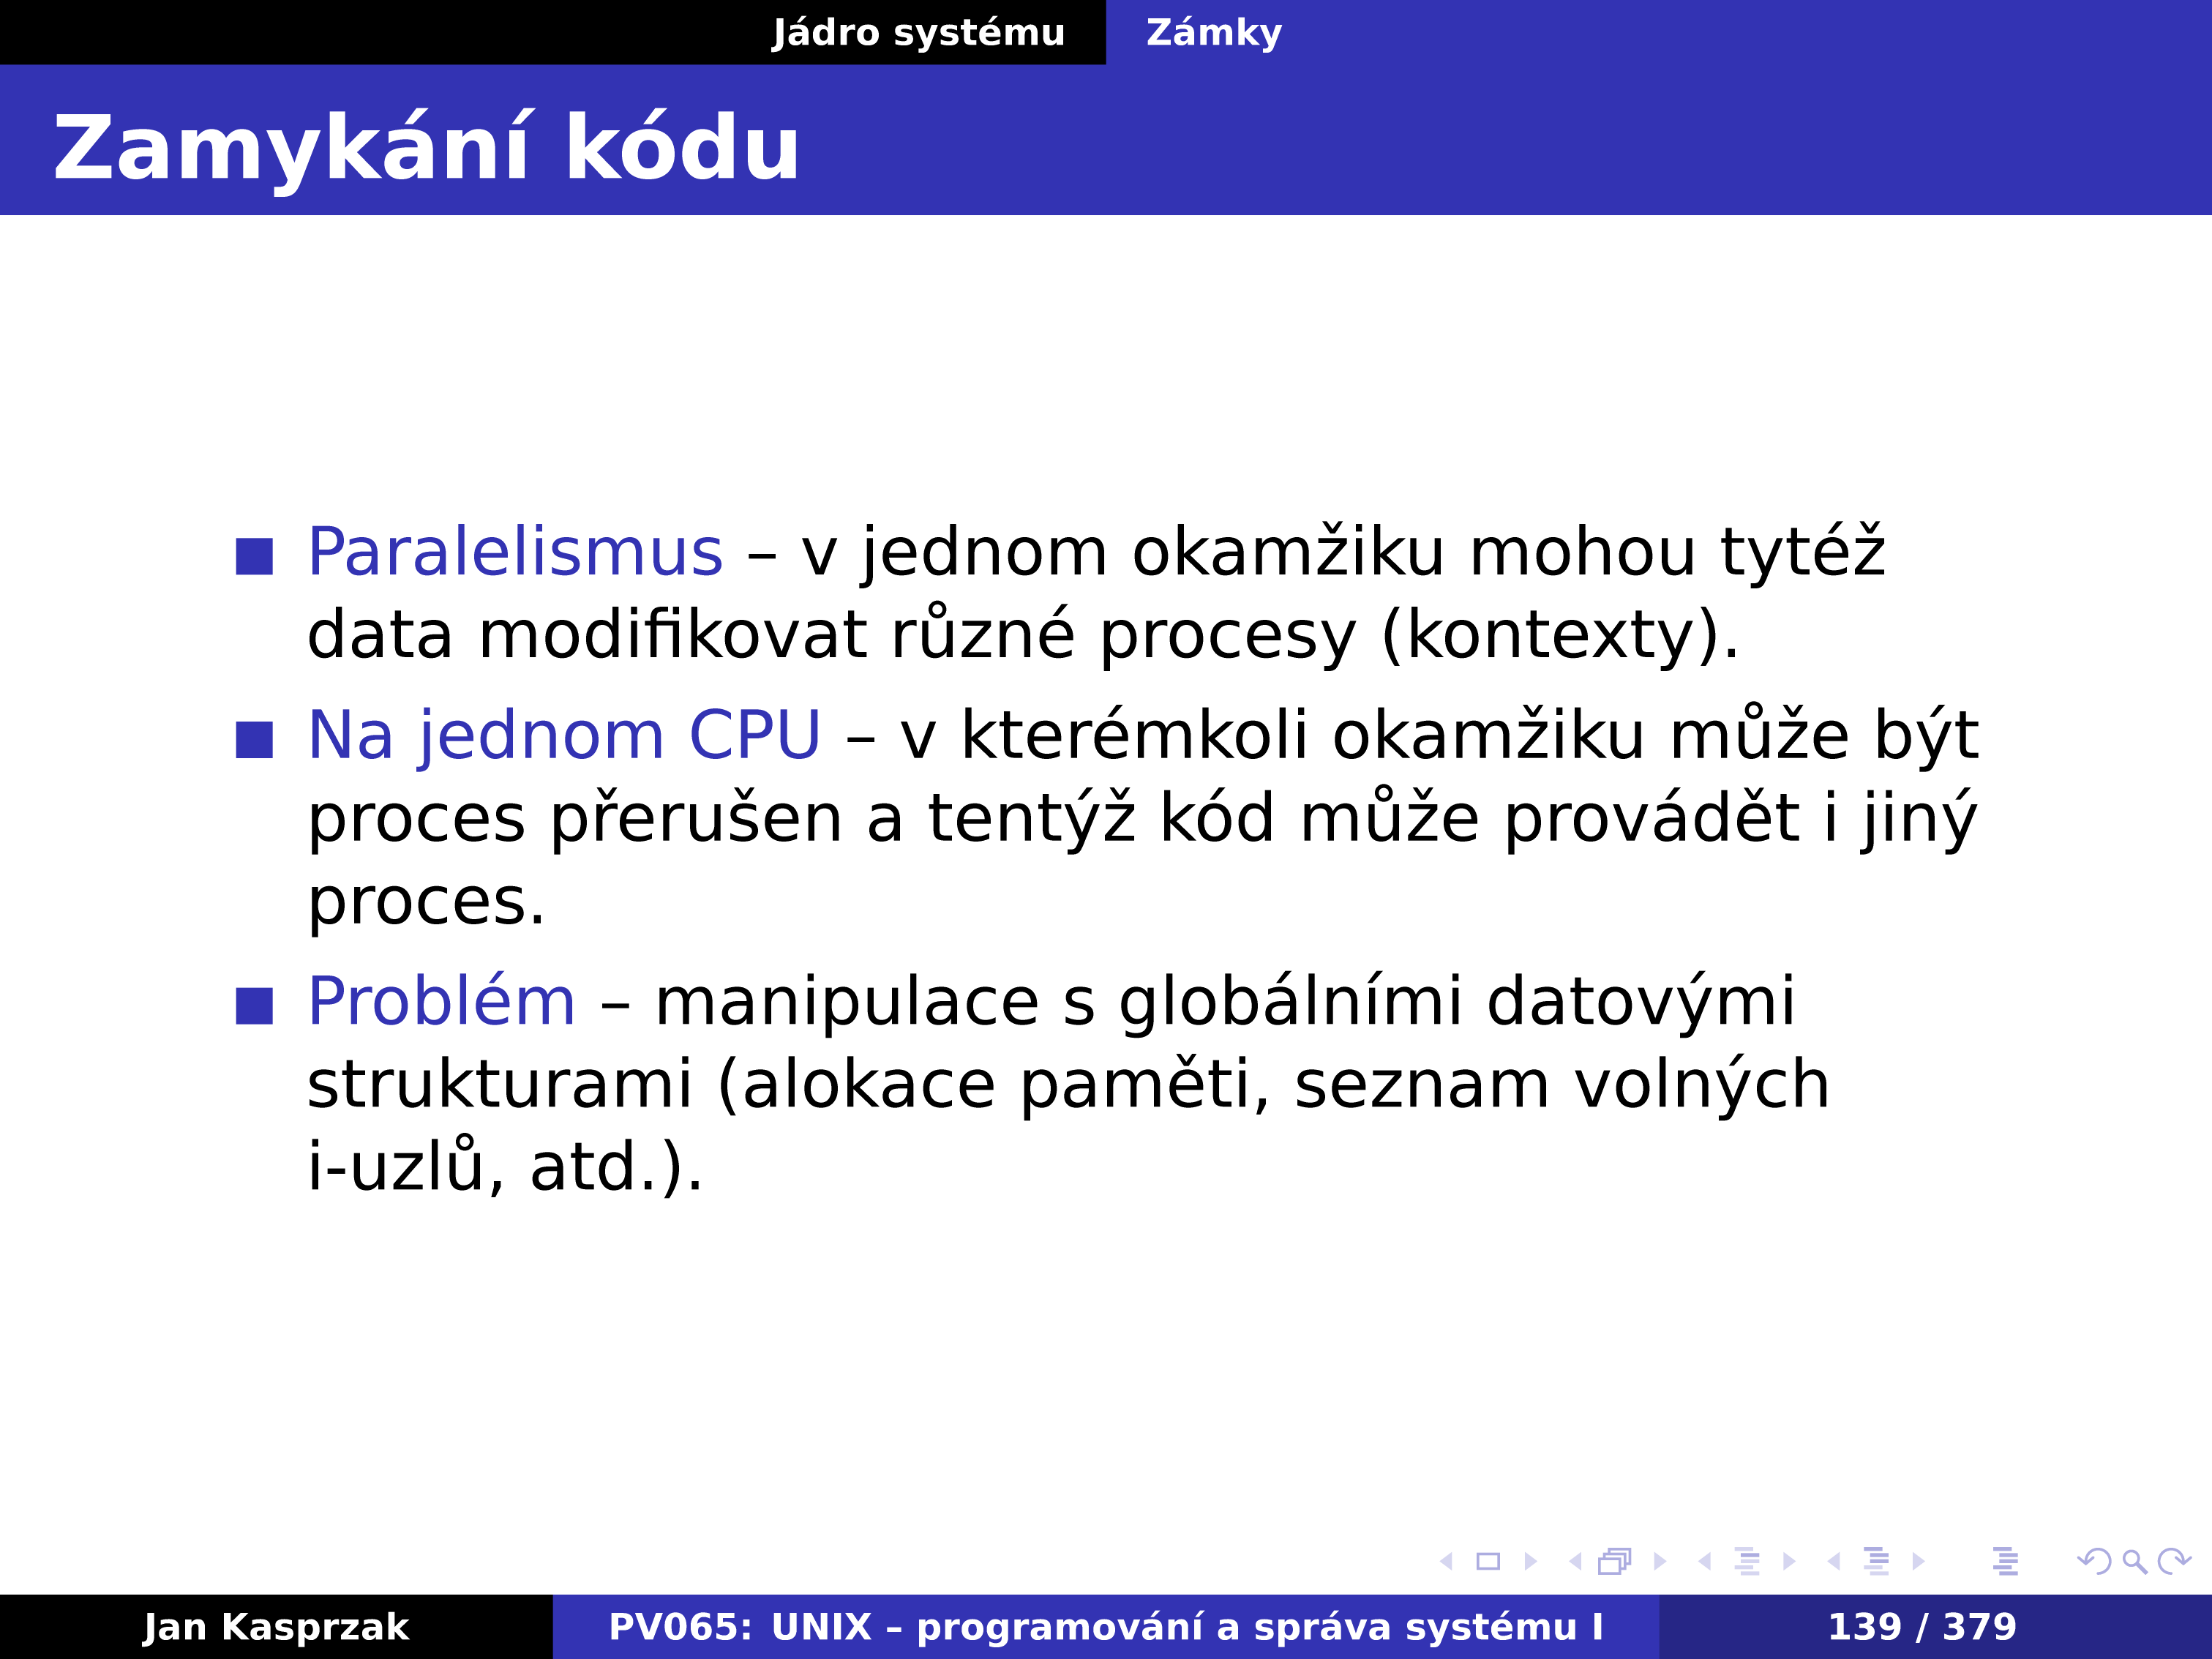 Jádro systému Zámky
Zamykání kódu
Paralelismus – v jednom okamžiku mohou tytéž
data modifikovat různé procesy (kontexty).
Na jednom CPU – v kterémkoli okamžiku může být
proces přerušen a tentýž kód může provádět i jiný
proces.
Problém – manipulace s globálními datovými
strukturami (alokace paměti, seznam volných
i-uzlů, atd.).
Jan Kasprzak PV065: UNIX – programování a správa systému I 139 / 379